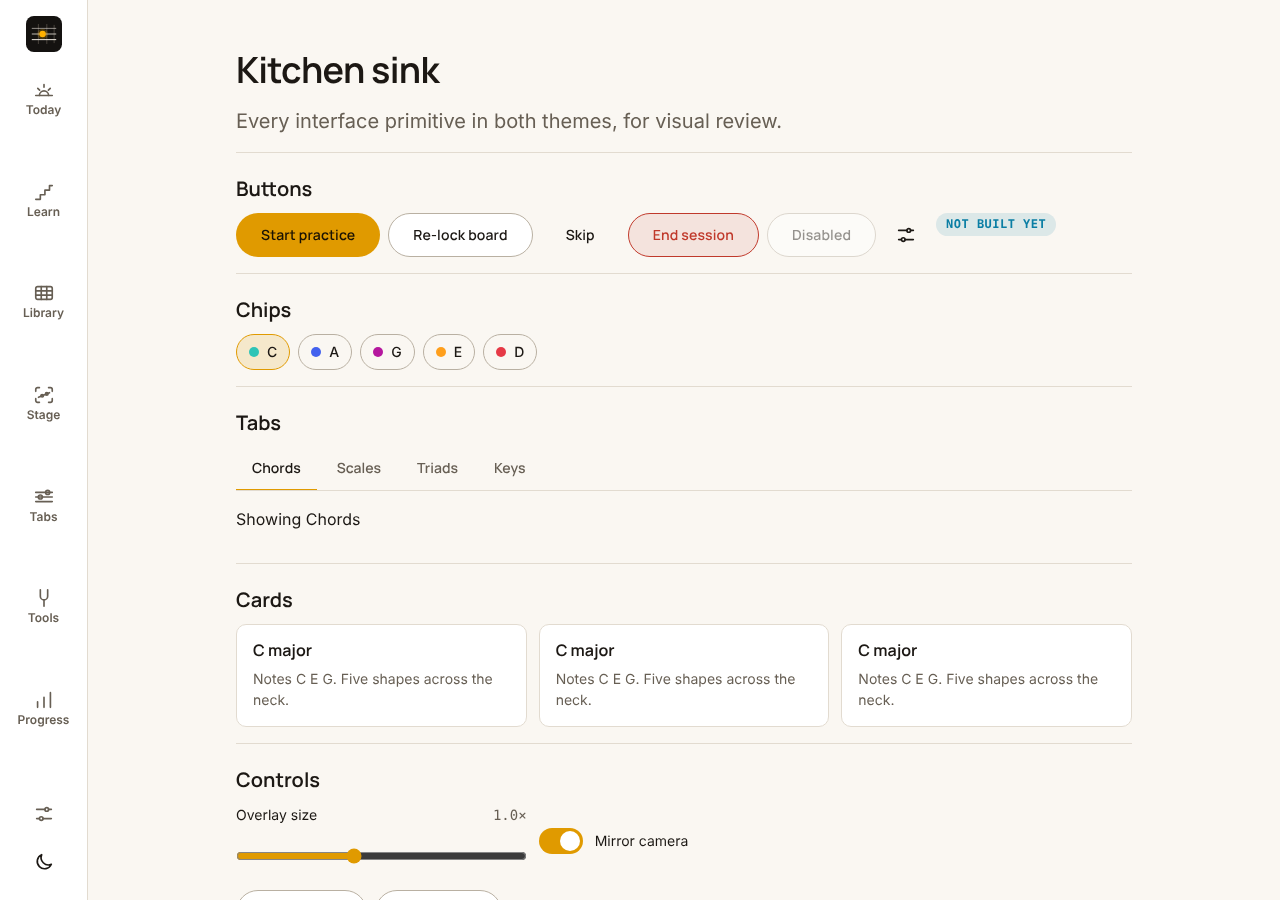 Kitchen sink
Every interface primitive in both themes, for visual review.
Today
Learn
Library
Stage
Tabs
Tools
Progress
Buttons
Start practice
Re-lock board
Skip
End session
Disabled
NOT BUILT YET
Chips
C
A
G
E
D
Tabs
Chords
Scales
Triads
Keys
Showing Chords
Cards
C major
Notes C E G. Five shapes across the
neck.
C major
Notes C E G. Five shapes across the
neck.
C major
Notes C E G. Five shapes across the
neck.
Controls
Overlay size
1.0×
Mirror camera